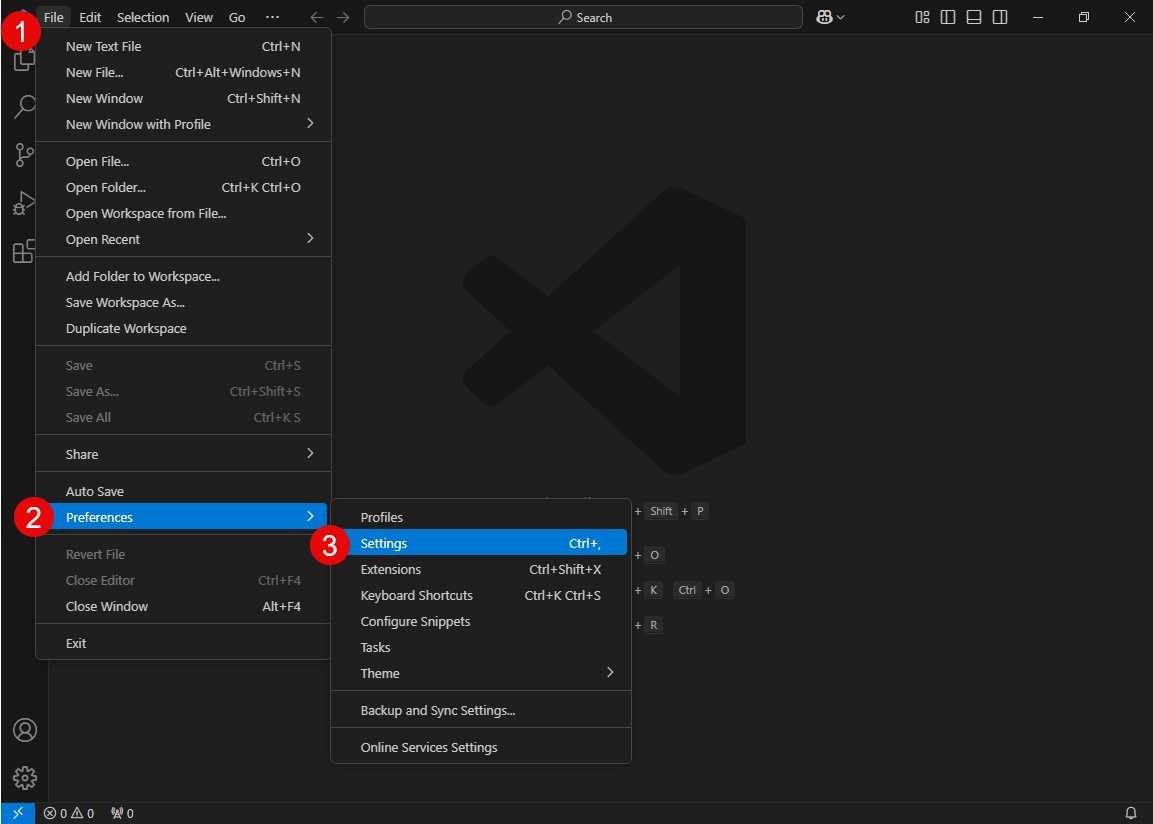 File Edit Selection View Go ··· Search
1
New Text File Ctrl+N
New File... Ctrl+Alt+Windows+N
New Window Ctrl+Shift+N
New Window with Profile
Open File... Ctrl+O
Open Folder... Ctrl+K Ctrl+O
Open Workspace from File...
Open Recent
Add Folder to Workspace...
Save Workspace As...
Duplicate Workspace
Save Ctrl+S
Save As... Ctrl+Shift+S
Save All Ctrl+K S
Share
Auto Save
2 Preferences
Revert File
Close Editor Ctrl+F4
Close Window Alt+F4
Exit
Profiles
3 Settings Ctrl+,
Extensions Ctrl+Shift+X
Keyboard Shortcuts Ctrl+K Ctrl+S
Configure Snippets
Tasks
Theme
Backup and Sync Settings...
Online Services Settings
+ Shift + P
+ O
+ K Ctrl + O
+ R
0 0 0